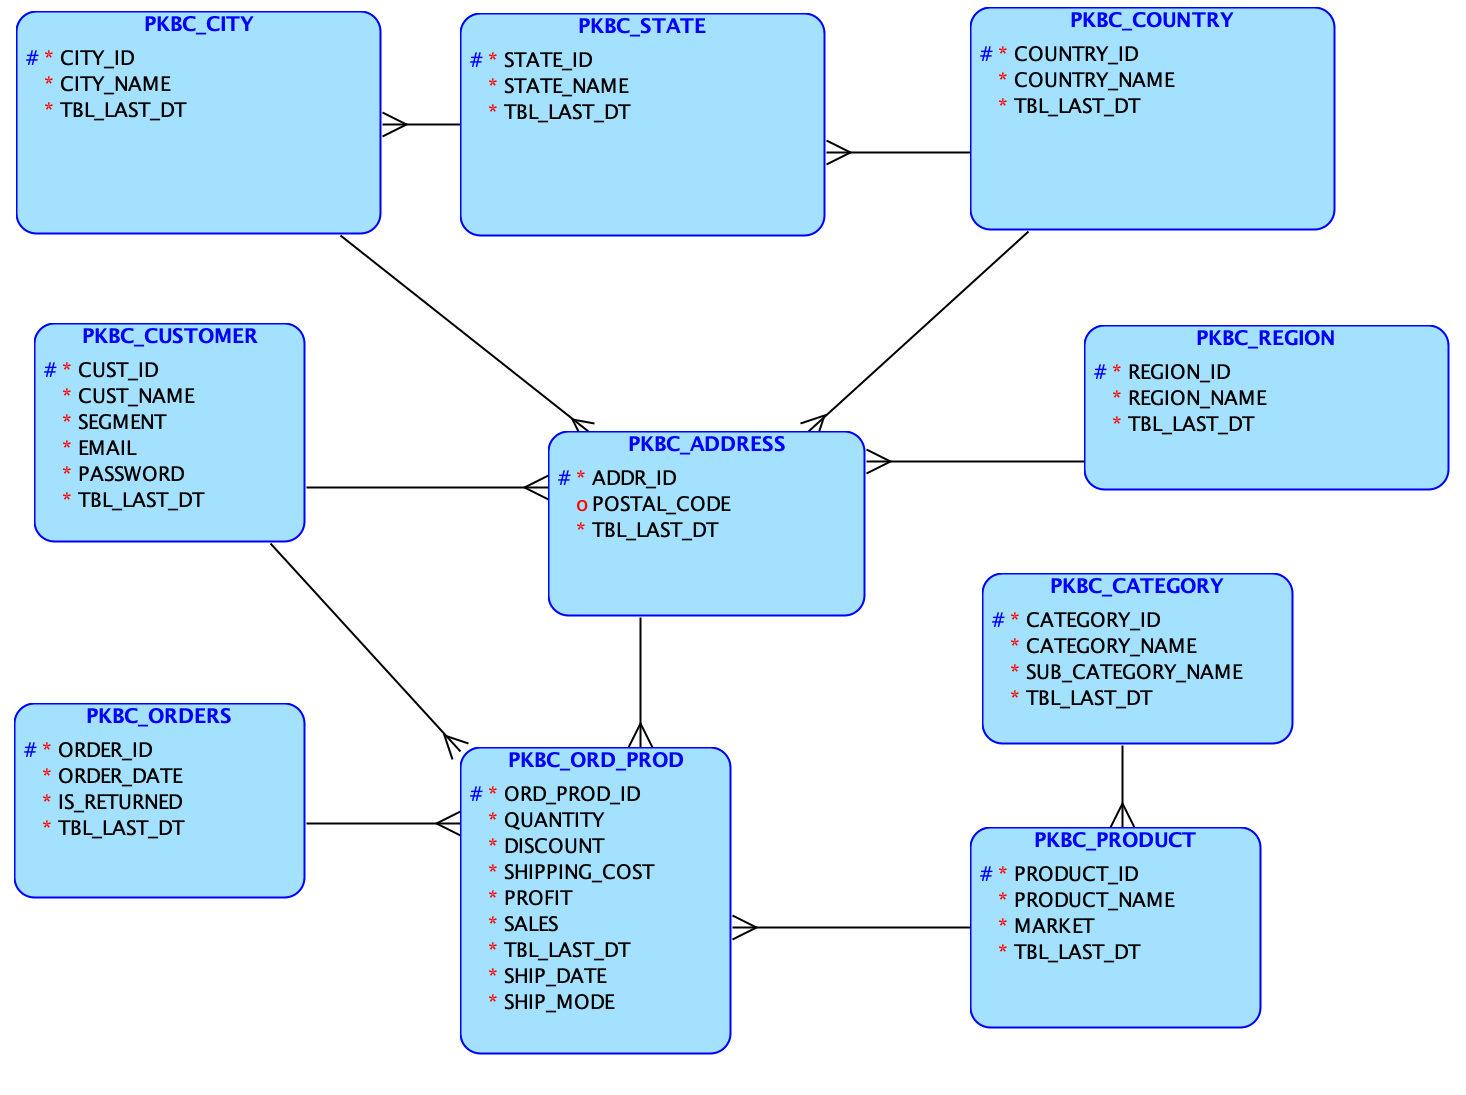 PKBC_CITY
# * CITY_ID
* CITY_NAME
* TBL_LAST_DT
PKBC_STATE
# * STATE_ID
* STATE_NAME
* TBL_LAST_DT
PKBC_COUNTRY
# * COUNTRY_ID
* COUNTRY_NAME
* TBL_LAST_DT
PKBC_CUSTOMER
# * CUST_ID
* CUST_NAME
* SEGMENT
* EMAIL
* PASSWORD
* TBL_LAST_DT
PKBC_REGION
# * REGION_ID
* REGION_NAME
* TBL_LAST_DT
PKBC_ADDRESS
# * ADDR_ID
o POSTAL_CODE
* TBL_LAST_DT
PKBC_CATEGORY
# * CATEGORY_ID
* CATEGORY_NAME
* SUB_CATEGORY_NAME
* TBL_LAST_DT
PKBC_ORDERS
# * ORDER_ID
* ORDER_DATE
* IS_RETURNED
* TBL_LAST_DT
PKBC_ORD_PROD
# * ORD_PROD_ID
* QUANTITY
* DISCOUNT
* SHIPPING_COST
* PROFIT
* SALES
* TBL_LAST_DT
* SHIP_DATE
* SHIP_MODE
PKBC_PRODUCT
# * PRODUCT_ID
* PRODUCT_NAME
* MARKET
* TBL_LAST_DT